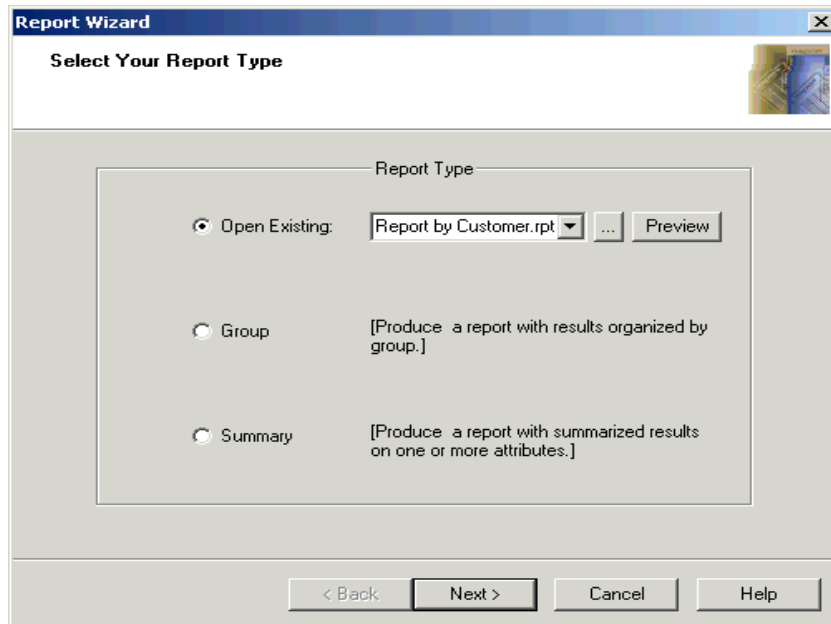 Report Wizard
Select Your Report Type
Report Type
Open Existing:
Report by Customer.rpt
...
Preview
Group
[Produce  a report with results organized by
group.]
Summary
[Produce  a report with summarized results
on one or more attributes.]
< Back
Next >
Cancel
Help